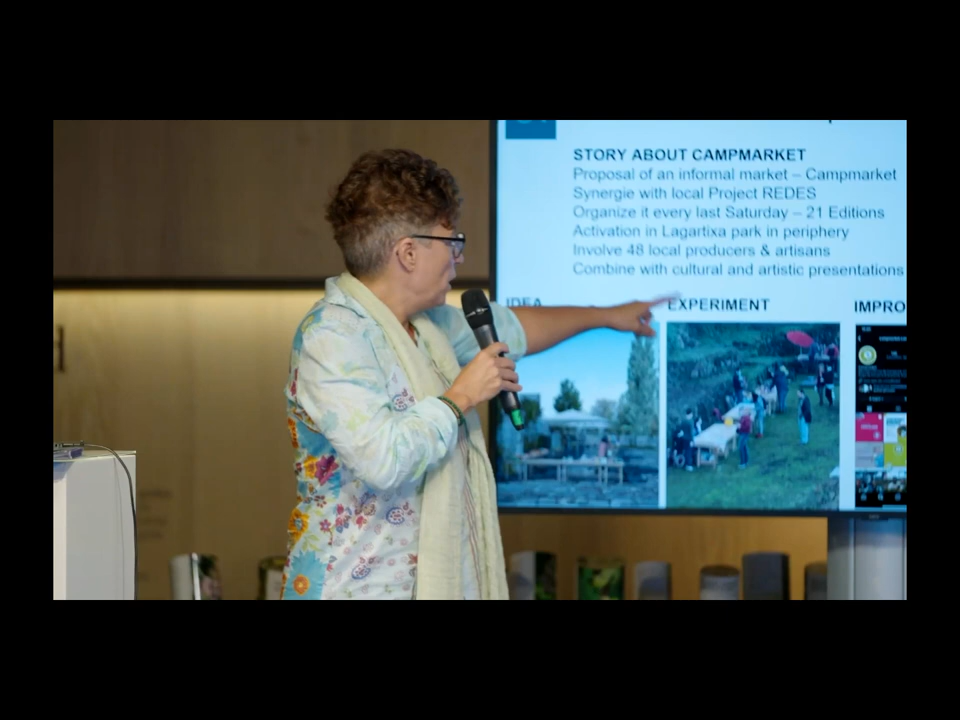 STORY ABOUT CAMPMARKET
Proposal of an informal market – Campmarket
Synergie with local Project REDES
Organize it every last Saturday – 21 Editions
Activation in Lagartixa park in periphery
Involve 48 local producers & artisans
Combine with cultural and artistic presentations
IDEA
EXPERIMENT
IMPRO